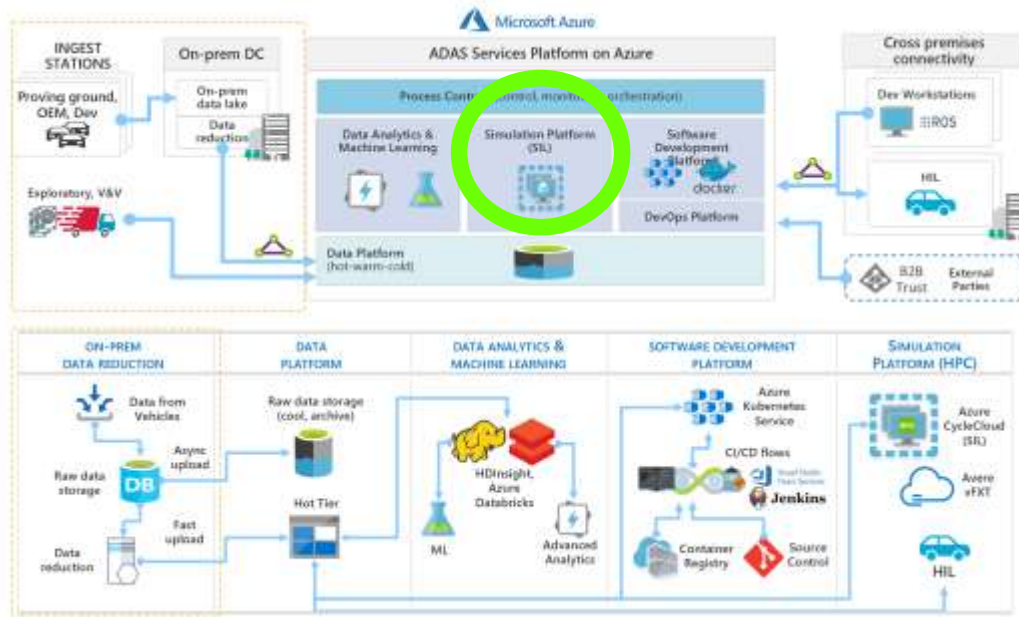 Microsoft Azure
INGEST
STATIONS
Proving ground,
OEM, Dev
On-prem DC
On-prem
data lake
Data
reduction
Exploratory, V&V
ADAS Services Platform on Azure
Process
orchestration)
Data Analytics &
Machine Learning
Simulation Platform
(SIL)
Software
Development
Platform
docker
DevOps Platform
Data Platform
(hot-warm-cold)
Cross premises
connectivity
Dev Workstations
ROS
HIL
B2B
Trust
External
Parties
ON-PREM
DATA REDUCTION
Data from
Vehicles
Async
upload
Raw data
storage
DB
Fast
upload
Data
reduction
DATA
PLATFORM
Raw data storage
(cool, archive)
Hot Tier
DATA ANALYTICS &
MACHINE LEARNING
HDInsight,
Azure
Databricks
ML
Advanced
Analytics
SOFTWARE DEVELOPMENT
PLATFORM
Azure
Kubernetes
Service
CI/CD flows
Jenkins
Container
Registry
Source
Control
SIMULATION
PLATFORM (HPC)
Azure
CycleCloud
(SIL)
Avere
vFXT
HIL